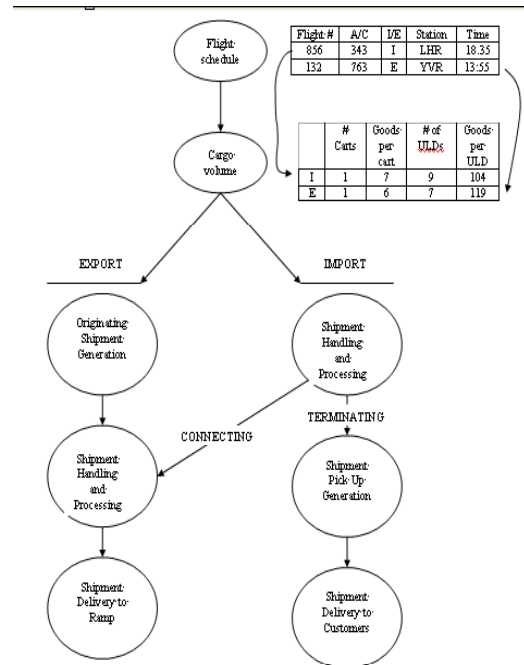 Flight
schedule
Flight # A/C I/E Station Time
856 343 I LHR 18.35
132 763 E YVR 13:55
# Carts Goods per cart # of ULDs Goods per ULD
I 1 7 9 104
E 1 6 7 119
Cargo
volume
EXPORT
IMPORT
Originating
Shipment
Generation
Shipment
Handling
and
Processing
CONNECTING
TERMINATING
Shipment
Handling
and
Processing
Shipment
Pick Up
Generation
Shipment
Delivery to
Ramp
Shipment
Delivery to
Customers